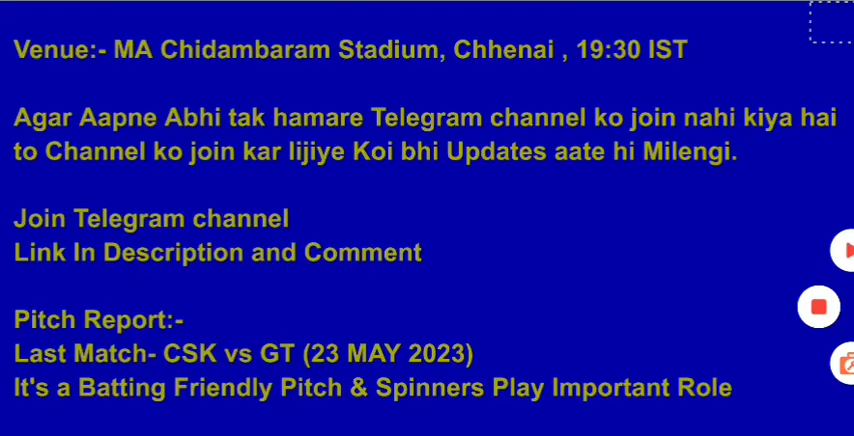 Venue:- MA Chidambaram Stadium, Chhenai , 19:30 IST
Agar Aapne Abhi tak hamare Telegram channel ko join nahi kiya hai
to Channel ko join kar lijiye Koi bhi Updates aate hi Milengi.
Join Telegram channel
Link In Description and Comment
Pitch Report:-
Last Match- CSK vs GT (23 MAY 2023)
It's a Batting Friendly Pitch & Spinners Play Important Role